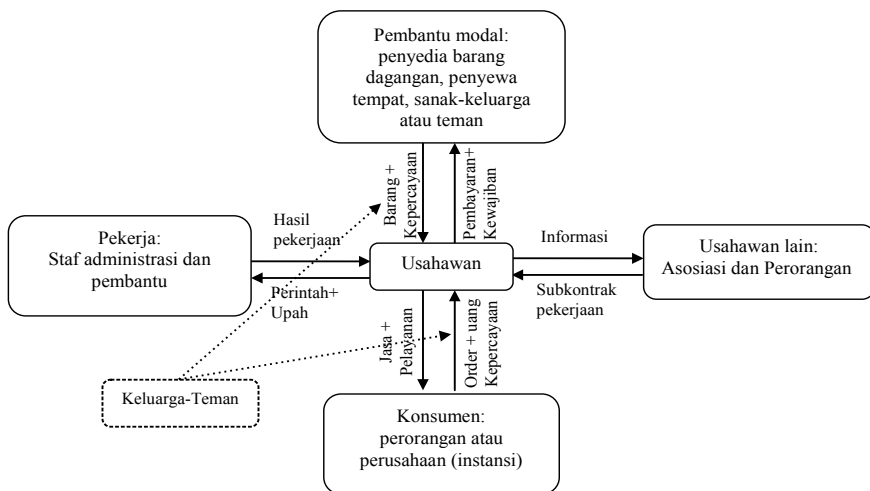 Pembantu modal:
penyedia barang
dagangan, penyewa
tempat, sanak-keluarga
atau teman
Barang +
Kepercayaan
Pembayaran+
Kewajiban
Pekerja:
Staf administrasi dan
pembantu
Hasil
pekerjaan
Perintah+
Upah
Usahawan
Informasi
Subkontrak
pekerjaan
Usahawan lain:
Asosiasi dan Perorangan
Jasa +
Pelayanan
Order + uang
Kepercayaan
Keluarga-Teman
Konsumen:
perorangan atau
perusahaan (instansi)